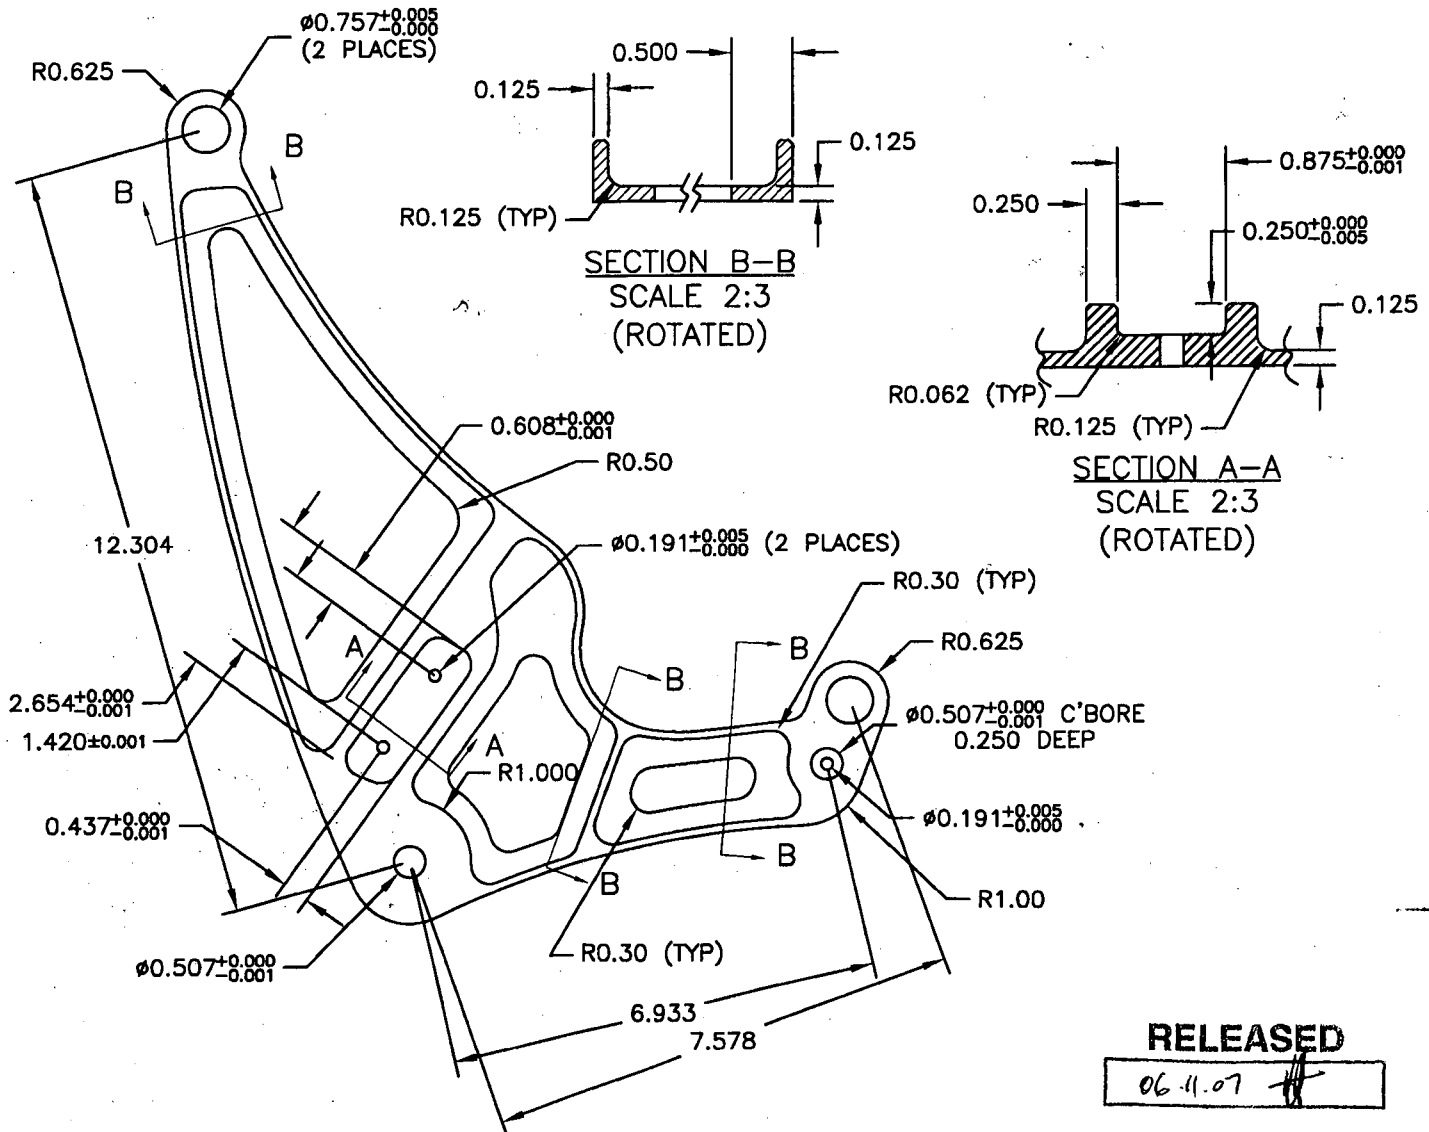 ø0.757+0.005
-0.000
(2 PLACES)
R0.625
B
B
0.500
0.125
0.125
R0.125 (TYP)
SECTION B-B
SCALE 2:3
(ROTATED)
0.875+0.000
-0.001
0.250
0.250+0.000
-0.005
0.125
R0.062 (TYP)
R0.125 (TYP)
SECTION A-A
SCALE 2:3
(ROTATED)
0.608+0.000
-0.001
R0.50
12.304
ø0.191+0.005
-0.000 (2 PLACES)
R0.30 (TYP)
R0.625
A
B
B
2.654+0.000
-0.001
1.420±0.001
A
R1.000
ø0.507+0.000
-0.001 C'BORE
0.250 DEEP
0.437+0.000
-0.001
ø0.191+0.005
-0.000
B
B
R1.00
ø0.507+0.000
-0.001
R0.30 (TYP)
6.933
7.578
RELEASED
06.11.07